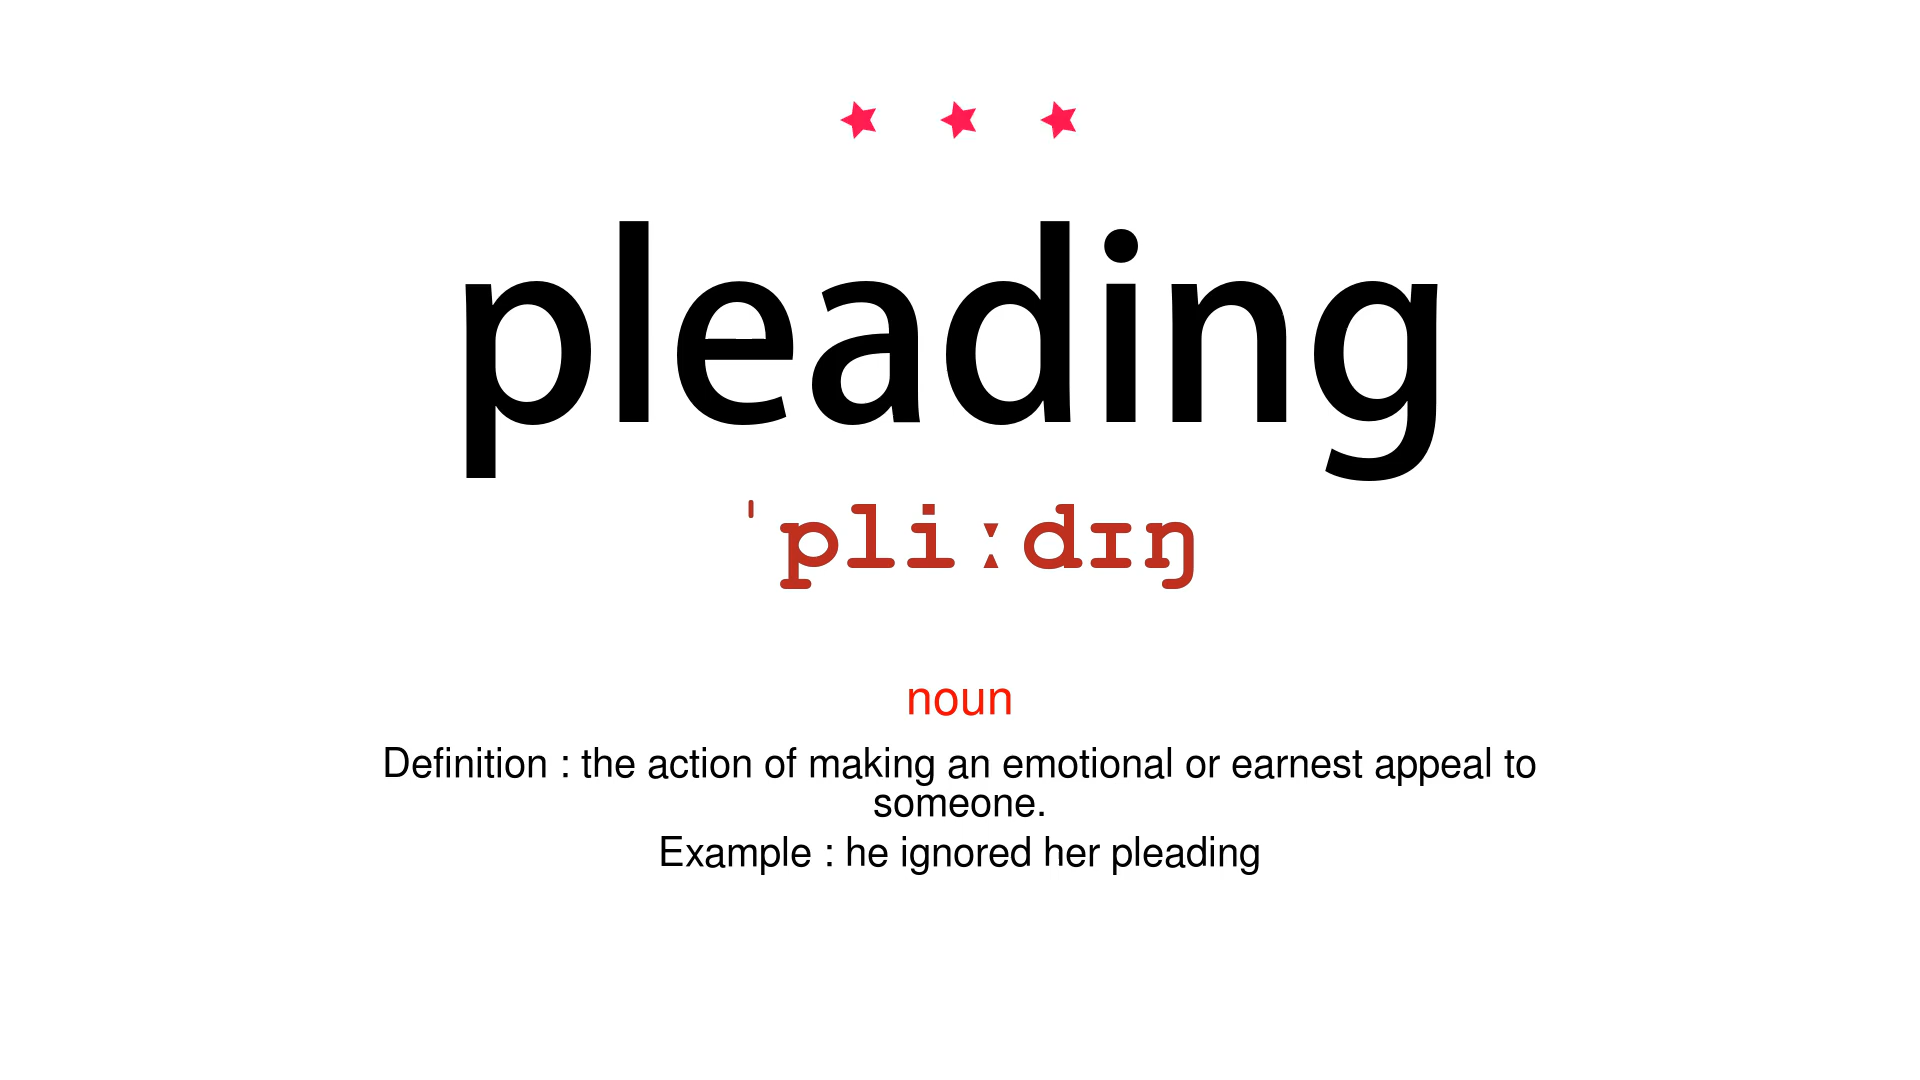 pleading
ˈpliːdɪŋ
noun
Definition : the action of making an emotional or earnest appeal to
someone.
Example : he ignored her pleading